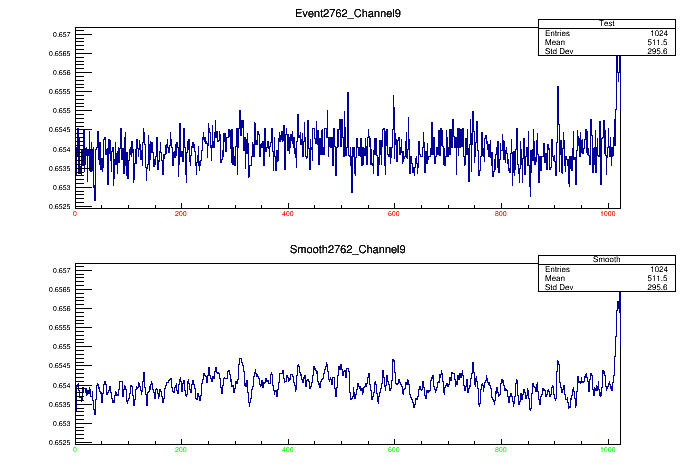 Event2762_Channel9
Test
Entries 1024
Mean 511.5
Std Dev 295.6
0.657
0.6565
0.656
0.6555
0.655
0.6545
0.654
0.6535
0.653
0.6525
0 200 400 600 800 1000
Smooth2762_Channel9
Smooth
Entries 1024
Mean 511.5
Std Dev 295.6
0.657
0.6565
0.656
0.6555
0.655
0.6545
0.654
0.6535
0.653
0.6525
0 200 400 600 800 1000